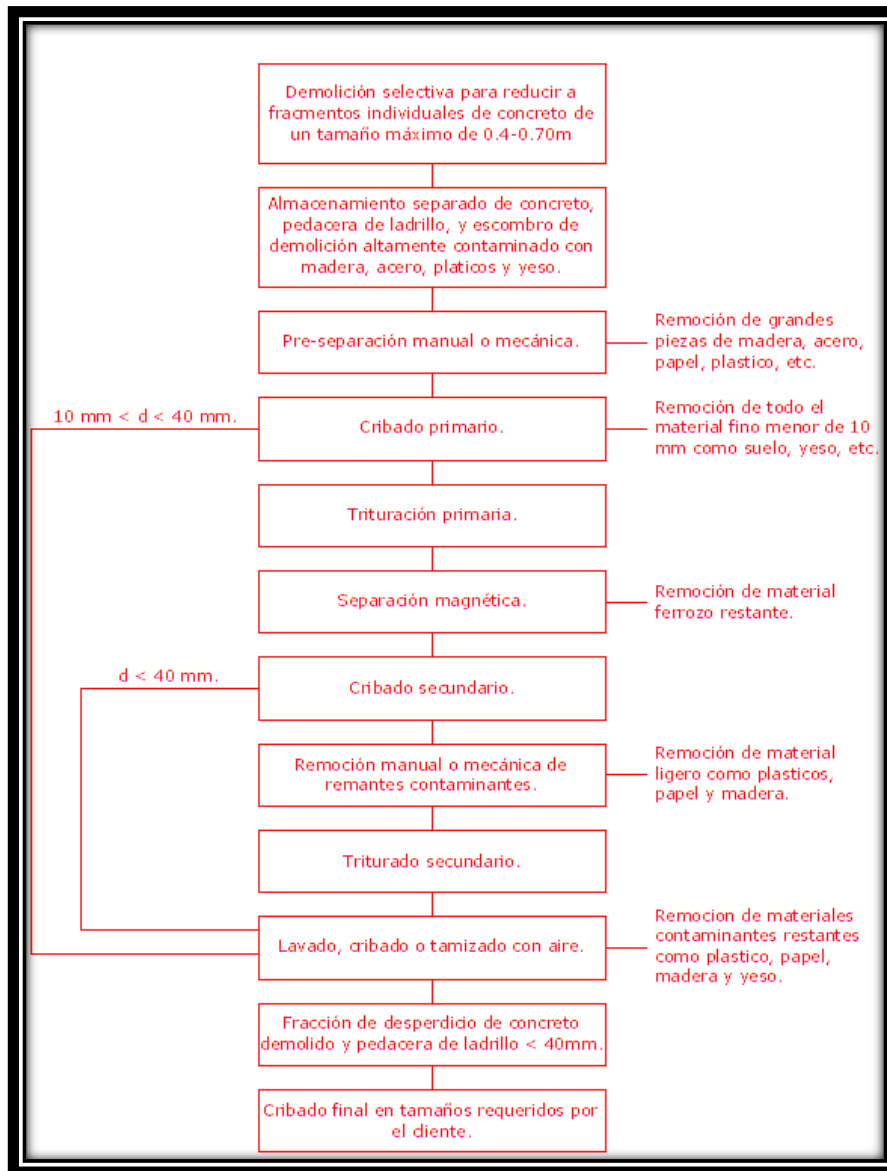 Demolición selectiva para reducir a
fracmentos individuales de concreto de
un tamaño máximo de 0.4-0.70m
Almacenamiento separado de concreto,
pedacera de ladrillo, y escombro de
demolición altamente contaminado con
madera, acero, platicos y yeso.
Pre-separación manual o mecánica.
Remoción de grandes
piezas de madera, acero,
papel, plastico, etc.
10 mm < d < 40 mm.
Cribado primario.
Remoción de todo el
material fino menor de 10
mm como suelo, yeso, etc.
Trituración primaria.
Separación magnética.
Remoción de material
ferrozo restante.
d < 40 mm.
Cribado secundario.
Remoción manual o mecánica de
remantes contaminantes.
Remoción de material
ligero como plasticos,
papel y madera.
Triturado secundario.
Lavado, cribado o tamizado con aire.
Remocion de materiales
contaminantes restantes
como plastico, papel,
madera y yeso.
Fracción de desperdicio de concreto
demolido y pedacera de ladrillo < 40mm.
Cribado final en tamaños requeridos por
el cliente.